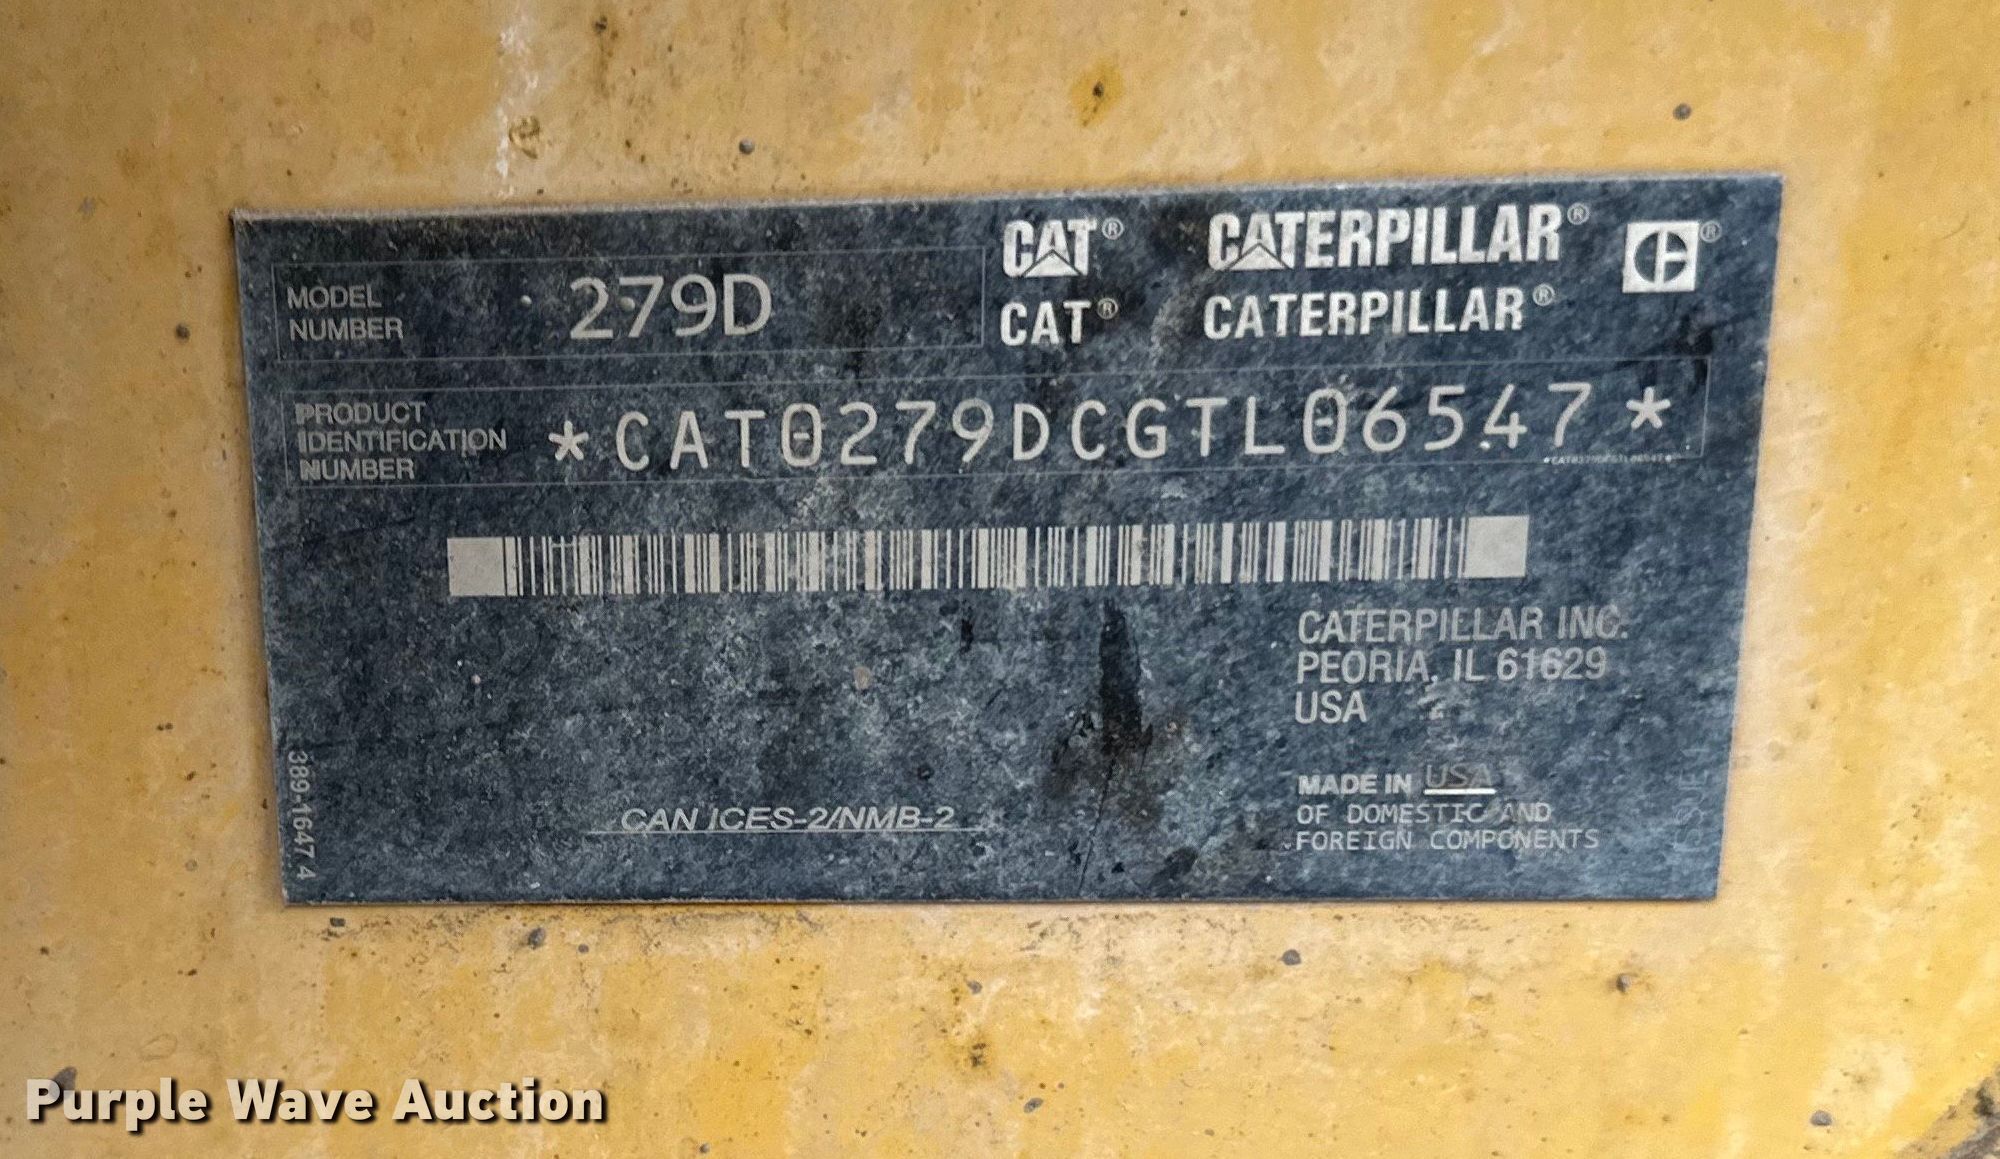 CAT® CATERPILLAR® ®
MODEL NUMBER 279D
CAT® CATERPILLAR®
PRODUCT IDENTIFICATION NUMBER *CAT0279DCGTL06547*
*CAT0279DCGTL06547*
CATERPILLAR INC.
PEORIA, IL 61629
USA
MADE IN USA
OF DOMESTIC AND
FOREIGN COMPONENTS
CAN ICES-2/NMB-2
389-1647 4
Purple Wave Auction